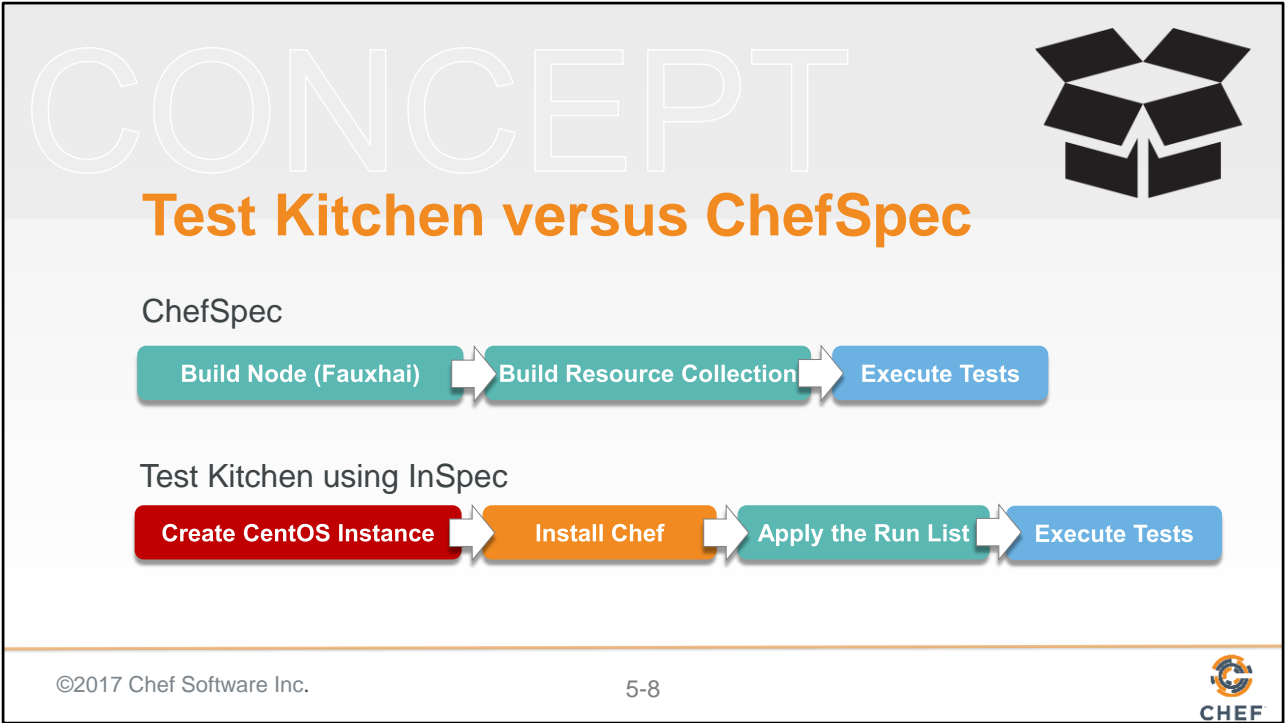 CONCEPT
Test Kitchen versus ChefSpec
ChefSpec
Build Node (Fauxhai)
Build Resource Collection
Execute Tests
Test Kitchen using InSpec
Create CentOS Instance
Install Chef
Apply the Run List
Execute Tests
©2017 Chef Software Inc.
5-8
CHEF